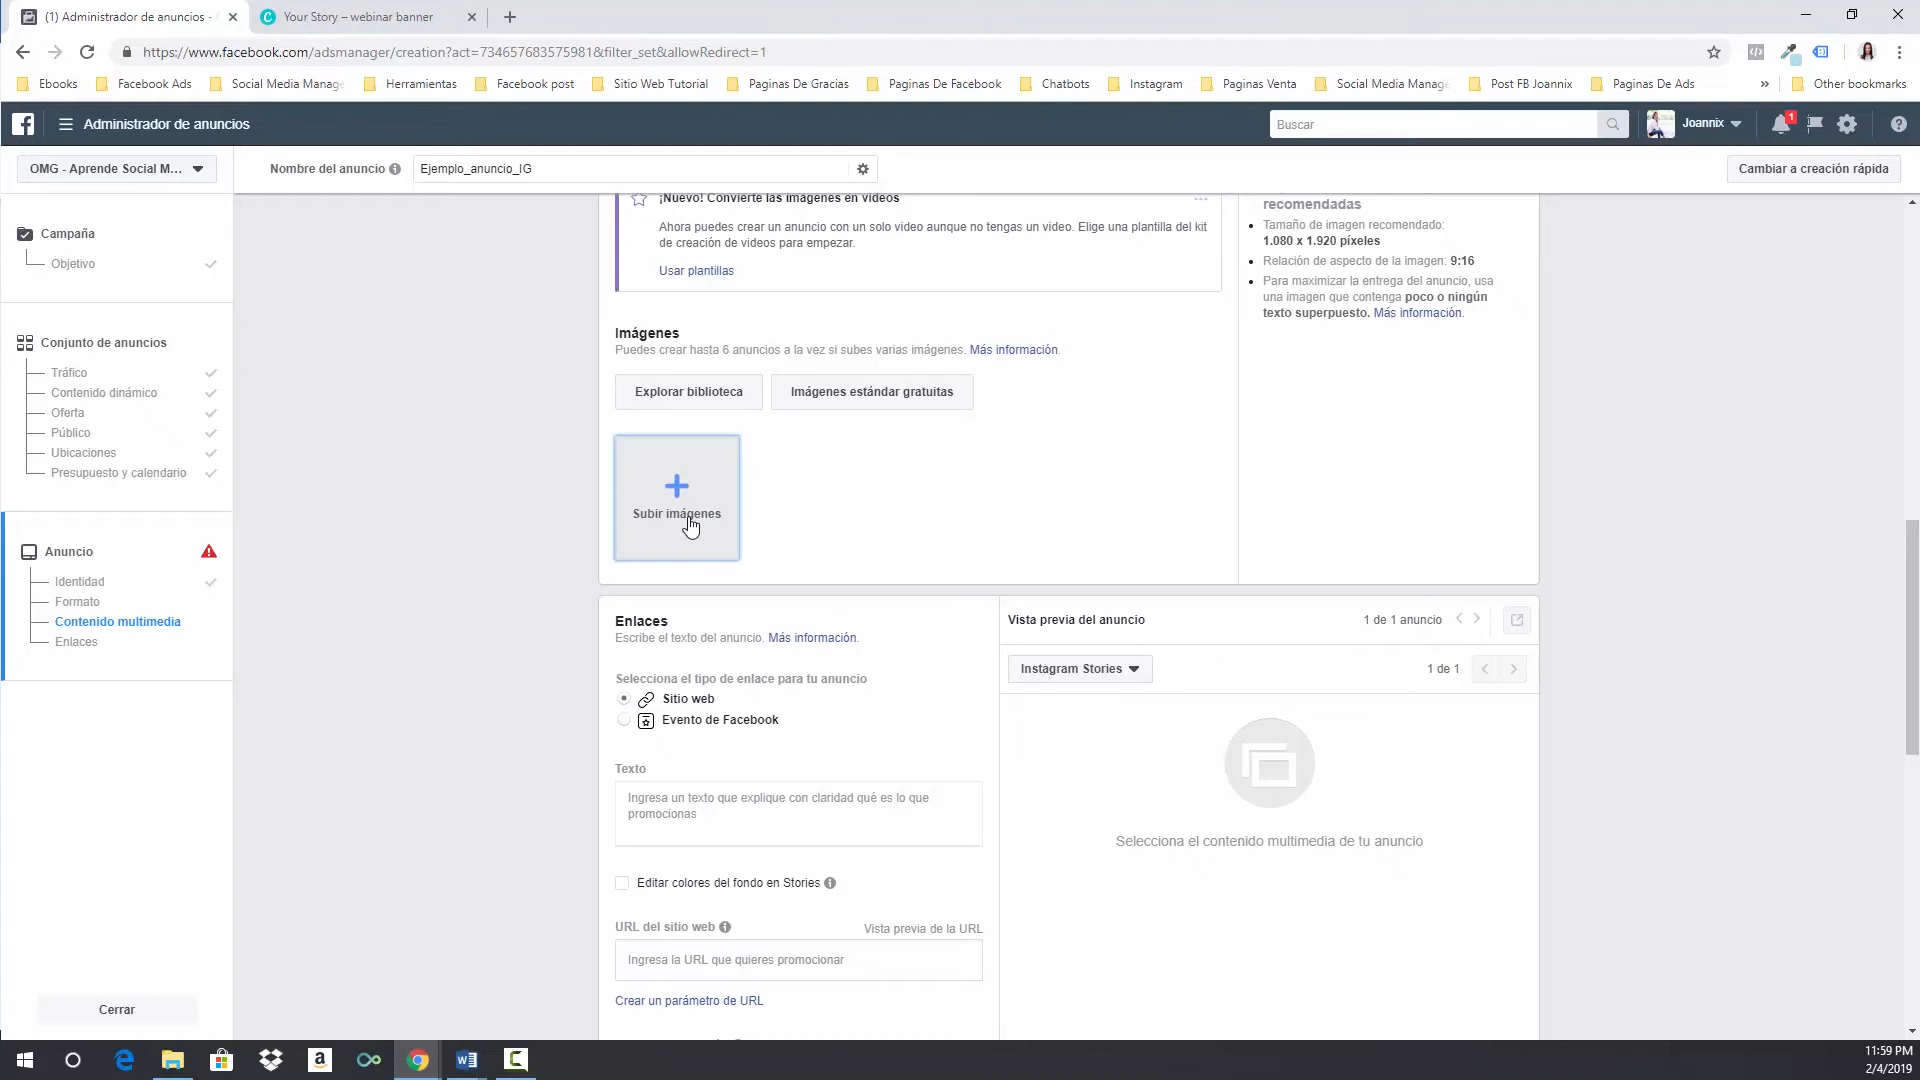 (1) Administrador de anuncios -
Your Story – webinar banner
https://www.facebook.com/adsmanager/creation?act=734657683575981&filter_set&allowRedirect=1
Ebooks
Facebook Ads
Social Media Manage
Herramientas
Facebook post
Sitio Web Tutorial
Paginas De Gracias
Paginas De Facebook
Chatbots
Instagram
Paginas Venta
Social Media Manage
Post FB Joannix
Paginas De Ads
»
Other bookmarks
Administrador de anuncios
Buscar
Joannix
1
OMG - Aprende Social M...
Nombre del anuncio
Ejemplo_anuncio_IG
Cambiar a creación rápida
Campaña
Objetivo
Conjunto de anuncios
Tráfico
Contenido dinámico
Oferta
Público
Ubicaciones
Presupuesto y calendario
Anuncio
Identidad
Formato
Contenido multimedia
Enlaces
Cerrar
¡Nuevo! Convierte las imágenes en videos
Ahora puedes crear un anuncio con un solo video aunque no tengas un video. Elige una plantilla del kit
de creación de videos para empezar.
Usar plantillas
Imágenes
Puedes crear hasta 6 anuncios a la vez si subes varias imágenes. Más información.
Explorar biblioteca
Imágenes estándar gratuitas
Subir imágenes
recomendadas
Tamaño de imagen recomendado:
1.080 x 1.920 píxeles
Relación de aspecto de la imagen: 9:16
Para maximizar la entrega del anuncio, usa
una imagen que contenga poco o ningún
texto superpuesto. Más información.
Enlaces
Escribe el texto del anuncio. Más información.
Selecciona el tipo de enlace para tu anuncio
Sitio web
Evento de Facebook
Texto
Ingresa un texto que explique con claridad qué es lo que
promocionas
Editar colores del fondo en Stories
URL del sitio web
Vista previa de la URL
Ingresa la URL que quieres promocionar
Crear un parámetro de URL
Vista previa del anuncio
1 de 1 anuncio
Instagram Stories
1 de 1
Selecciona el contenido multimedia de tu anuncio
11:59 PM
2/4/2019